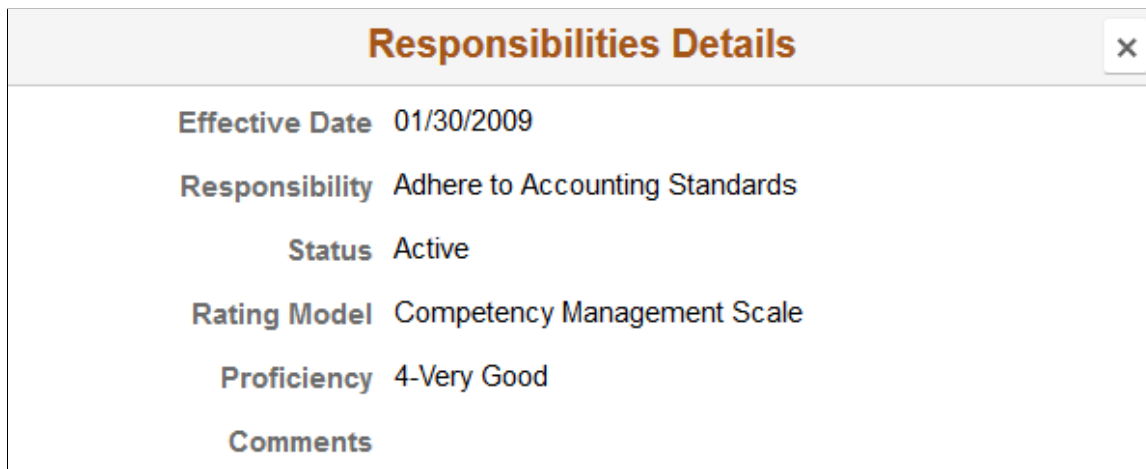 Responsibilities Details
Effective Date 01/30/2009
Responsibility Adhere to Accounting Standards
Status Active
Rating Model Competency Management Scale
Proficiency 4-Very Good
Comments